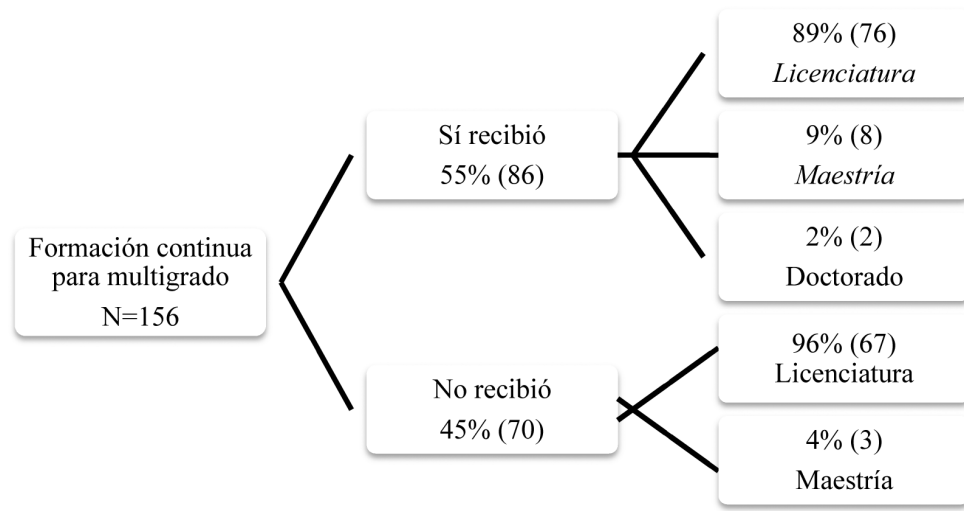 Formación continua
para multigrado
N=156
Sí recibió
55% (86)
89% (76)
Licenciatura
9% (8)
Maestría
2% (2)
Doctorado
No recibió
45% (70)
96% (67)
Licenciatura
4% (3)
Maestría